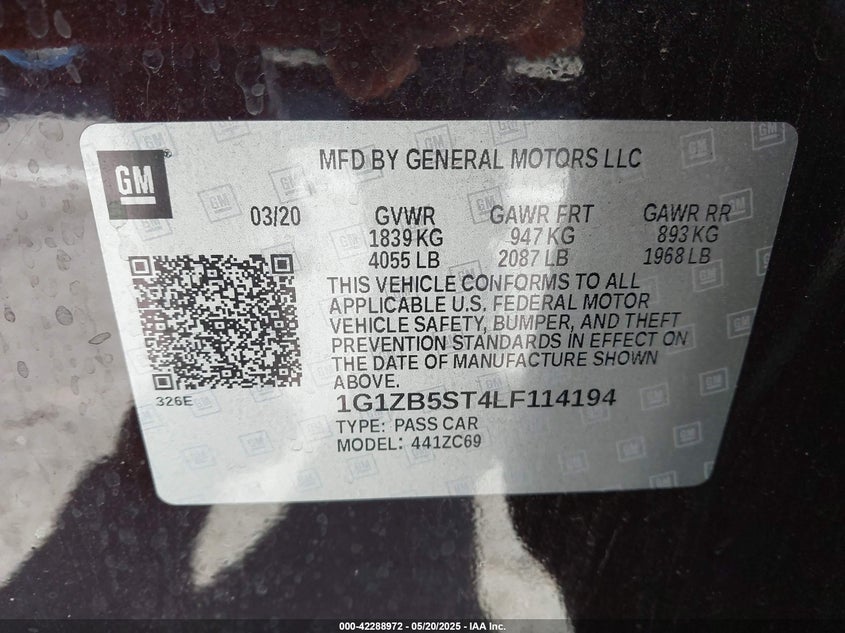 GM
MFD BY GENERAL MOTORS LLC
03/20 GVWR GAWR FRT GAWR RR
1839 KG 947 KG 893 KG
4055 LB 2087 LB 1968 LB
THIS VEHICLE CONFORMS TO ALL
APPLICABLE U.S. FEDERAL MOTOR
VEHICLE SAFETY, BUMPER, AND THEFT
PREVENTION STANDARDS IN EFFECT ON
THE DATE OF MANUFACTURE SHOWN
ABOVE.
326E
1G1ZB5ST4LF114194
TYPE: PASS CAR
MODEL: 441ZC69
000-42288972 - 05/20/2025 - IAA Inc.